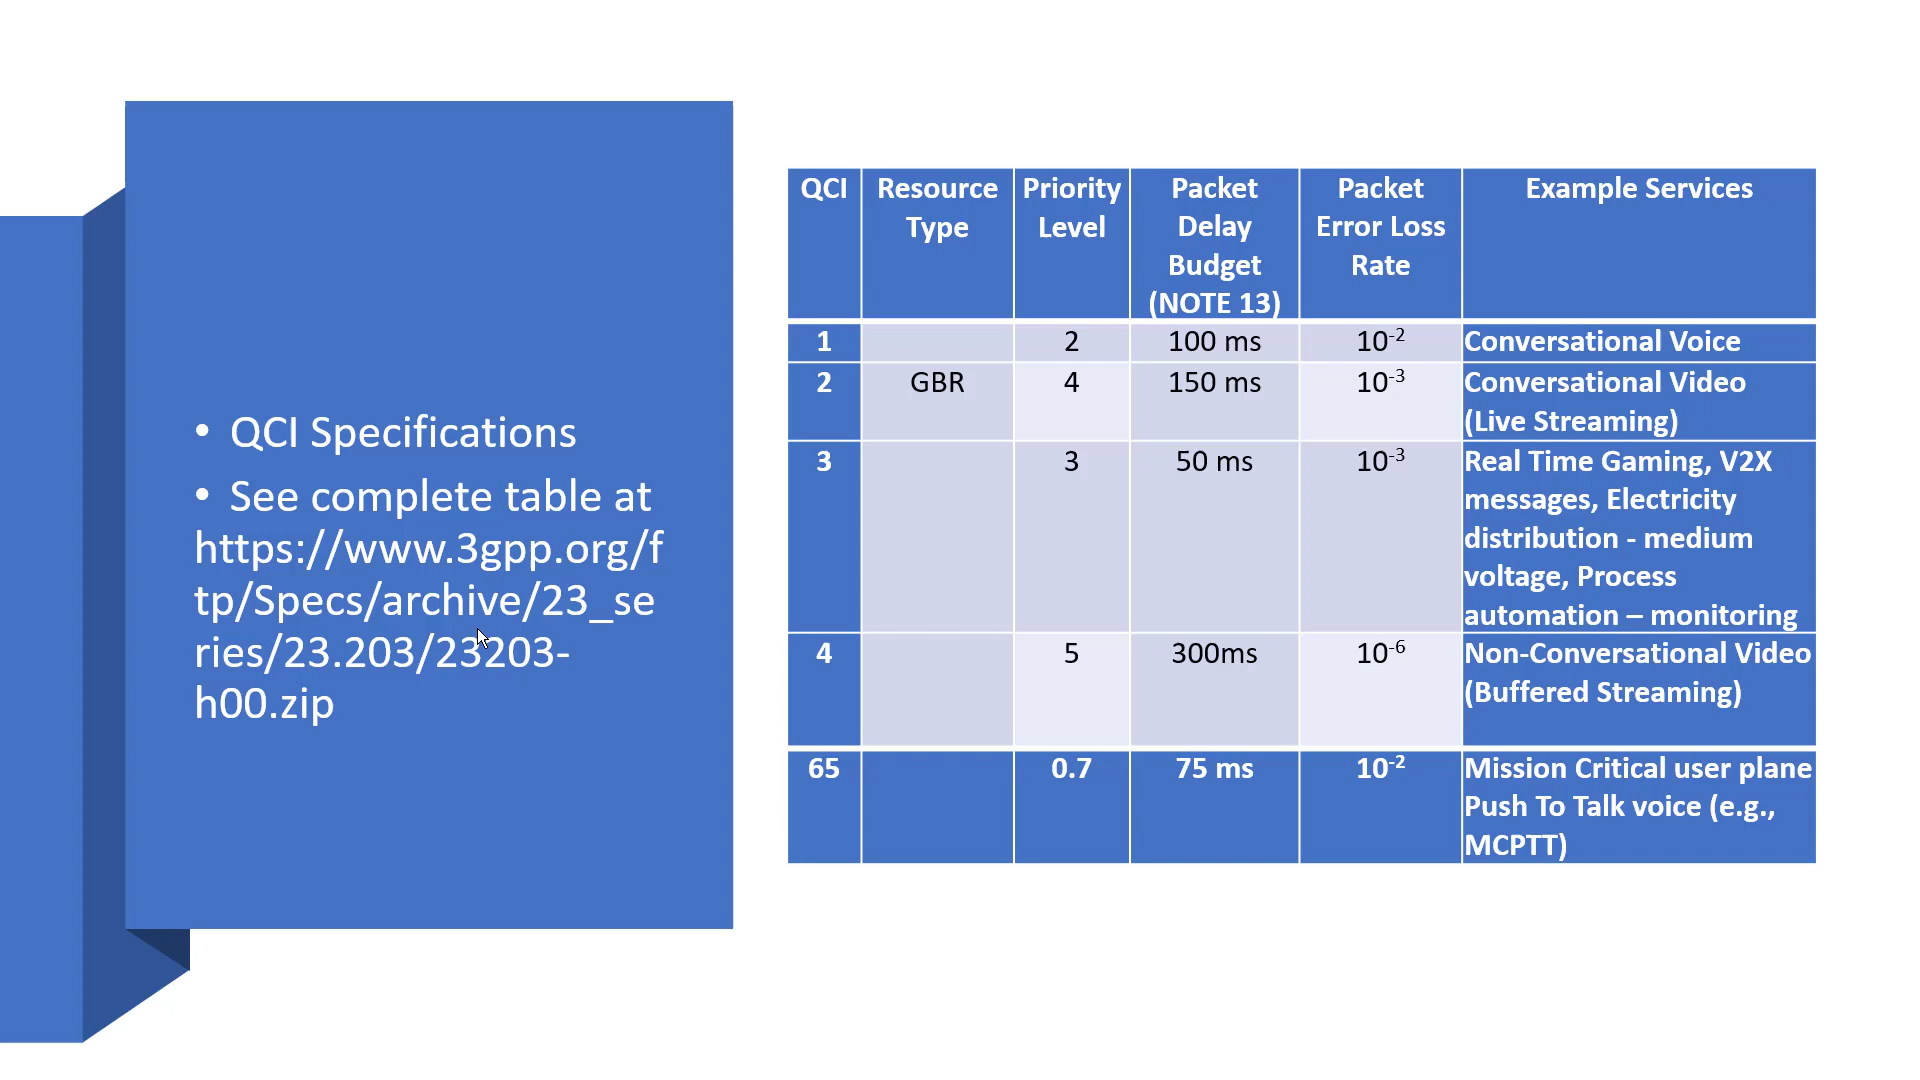 • QCI Specifications
• See complete table at
https://www.3gpp.org/f
tp/Specs/archive/23_se
ries/23.203/23203-
h00.zip
QCI Resource Type Priority Level Packet Delay Budget (NOTE 13) Packet Error Loss Rate Example Services
1 2 100 ms 10⁻² Conversational Voice
2 GBR 4 150 ms 10⁻³ Conversational Video
(Live Streaming)
3 3 50 ms 10⁻³ Real Time Gaming, V2X
messages, Electricity
distribution - medium
voltage, Process
automation – monitoring
4 5 300ms 10⁻⁶ Non-Conversational Video
(Buffered Streaming)
65 0.7 75 ms 10⁻² Mission Critical user plane
Push To Talk voice (e.g.,
MCPTT)